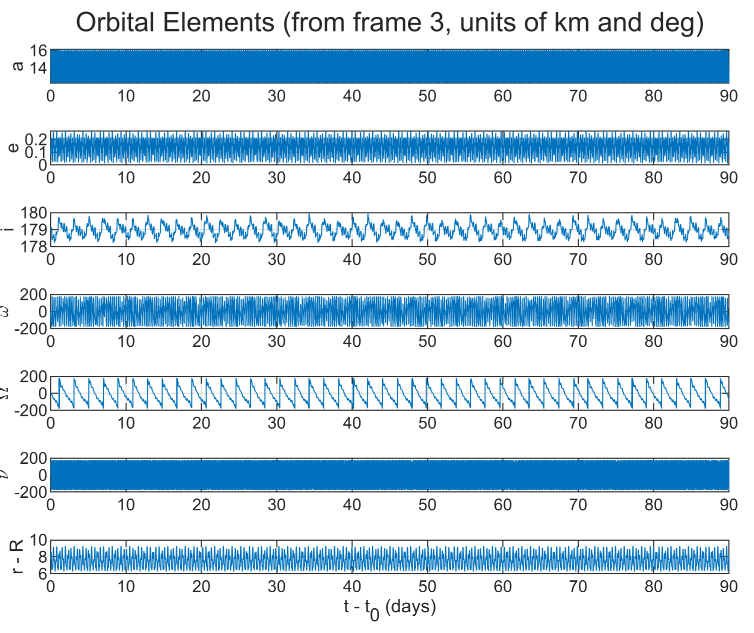 Orbital Elements (from frame 3, units of km and deg)
16
14
a
0 10 20 30 40 50 60 70 80 90
0.2
0.1
0
e
0 10 20 30 40 50 60 70 80 90
180
179
178
i
0 10 20 30 40 50 60 70 80 90
200
0
-200
ω
0 10 20 30 40 50 60 70 80 90
200
0
-200
Ω
0 10 20 30 40 50 60 70 80 90
200
0
-200
ν
0 10 20 30 40 50 60 70 80 90
10
8
6
r - R
0 10 20 30 40 50 60 70 80 90
t - t0 (days)